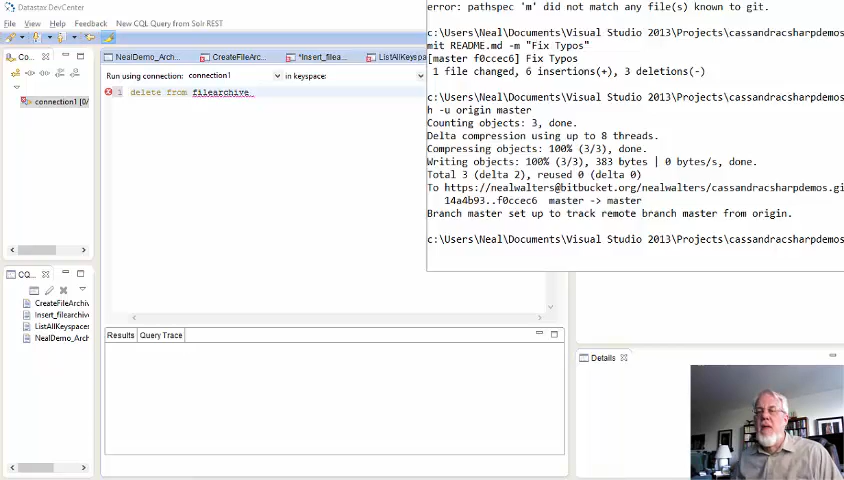 Datastax DevCenter
File View Help Feedback New CQL Query from Solr REST
Co...
NealDemo_Arch... CreateFileArc... *Insert_filea... ListAllKeyspa
Run using connection: connection1 in keyspace:
connection1 [0/
1 delete from filearchive
CQ...
CreateFileArchiv
Insert_filearchive
ListAllKeyspaces
NealDemo_Arch
Results Query Trace
Details
error: pathspec 'm' did not match any file(s) known to git.
c:\Users\Neal\Documents\Visual Studio 2013\Projects\cassandracsharpdemos
mit README.md -m "Fix Typos"
[master f0ccec6] Fix Typos
1 file changed, 6 insertions(+), 3 deletions(-)
c:\Users\Neal\Documents\Visual Studio 2013\Projects\cassandracsharpdemos
h -u origin master
Counting objects: 3, done.
Delta compression using up to 8 threads.
Compressing objects: 100% (3/3), done.
Writing objects: 100% (3/3), 383 bytes | 0 bytes/s, done.
Total 3 (delta 2), reused 0 (delta 0)
To https://nealwalters@bitbucket.org/nealwalters/cassandracsharpdemos.gi
14a4b93..f0ccec6 master -> master
Branch master set up to track remote branch master from origin.
c:\Users\Neal\Documents\Visual Studio 2013\Projects\cassandracsharpdemos